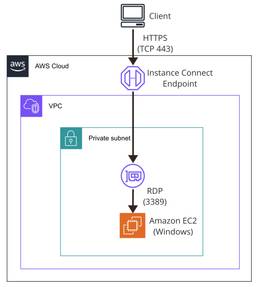 Client
HTTPS
(TCP 443)
aws
AWS Cloud
Instance Connect
Endpoint
VPC
Private subnet
RDP
(3389)
Amazon EC2
(Windows)